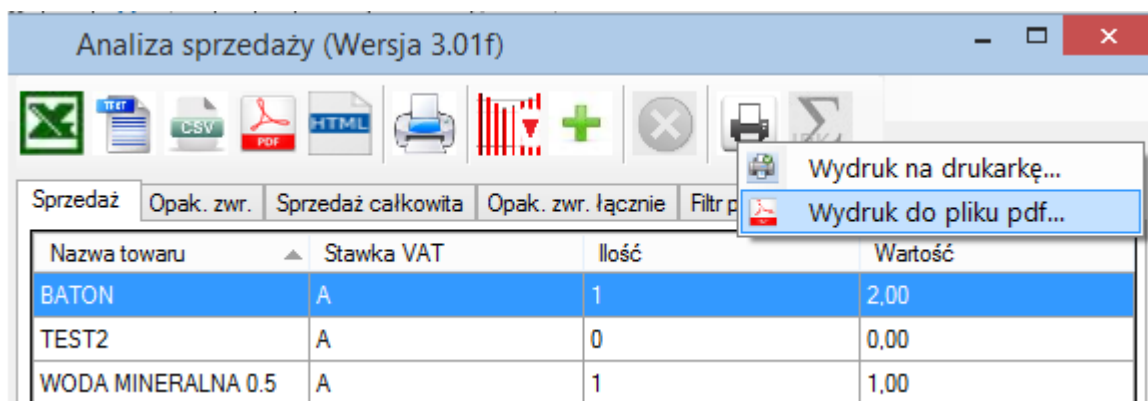 Analiza sprzedaży (Wersja 3.01f)
TEXT
CSV
PDF
HTML
Wydruk na drukarkę...
Wydruk do pliku pdf...
Sprzedaż Opak. zwr. Sprzedaż całkowita Opak. zwr. łącznie Filtr p
Nazwa towaru Stawka VAT Ilość Wartość
BATON A 1 2,00
TEST2 A 0 0,00
WODA MINERALNA 0.5 A 1 1,00